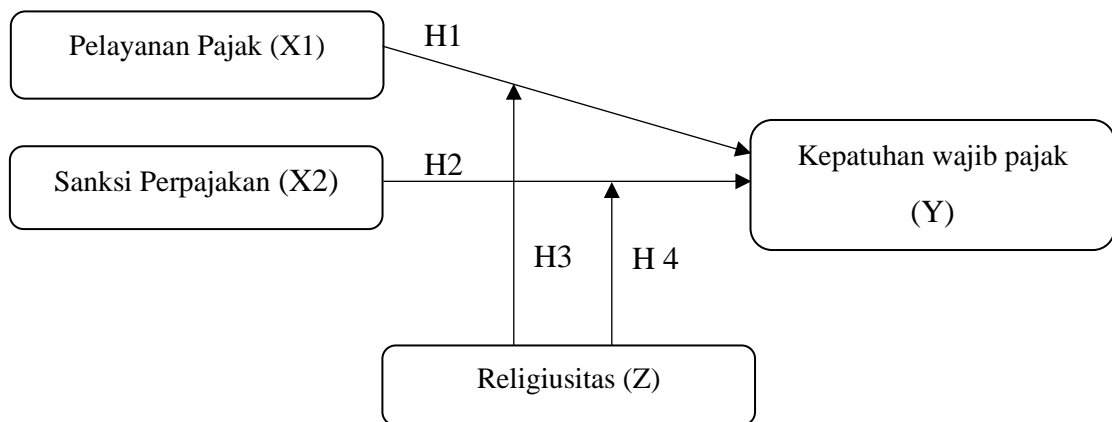 Pelayanan Pajak (X1)
H1
Sanksi Perpajakan (X2)
H2
Kepatuhan wajib pajak
(Y)
H3
H 4
Religiusitas (Z)